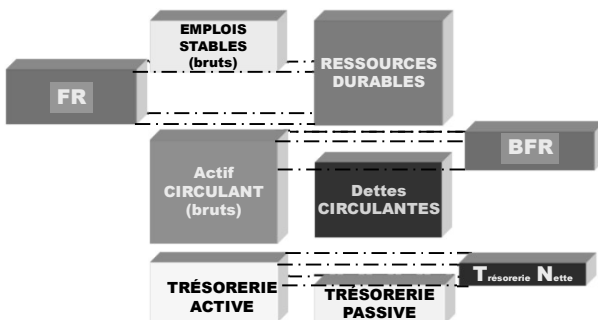 EMPLOIS
STABLES
(bruts)
RESSOURCES
DURABLES
FR
BFR
Actif
CIRCULANT
(bruts)
Dettes
CIRCULANTES
Trésorerie Nette
TRÉSORERIE
ACTIVE
TRÉSORERIE
PASSIVE